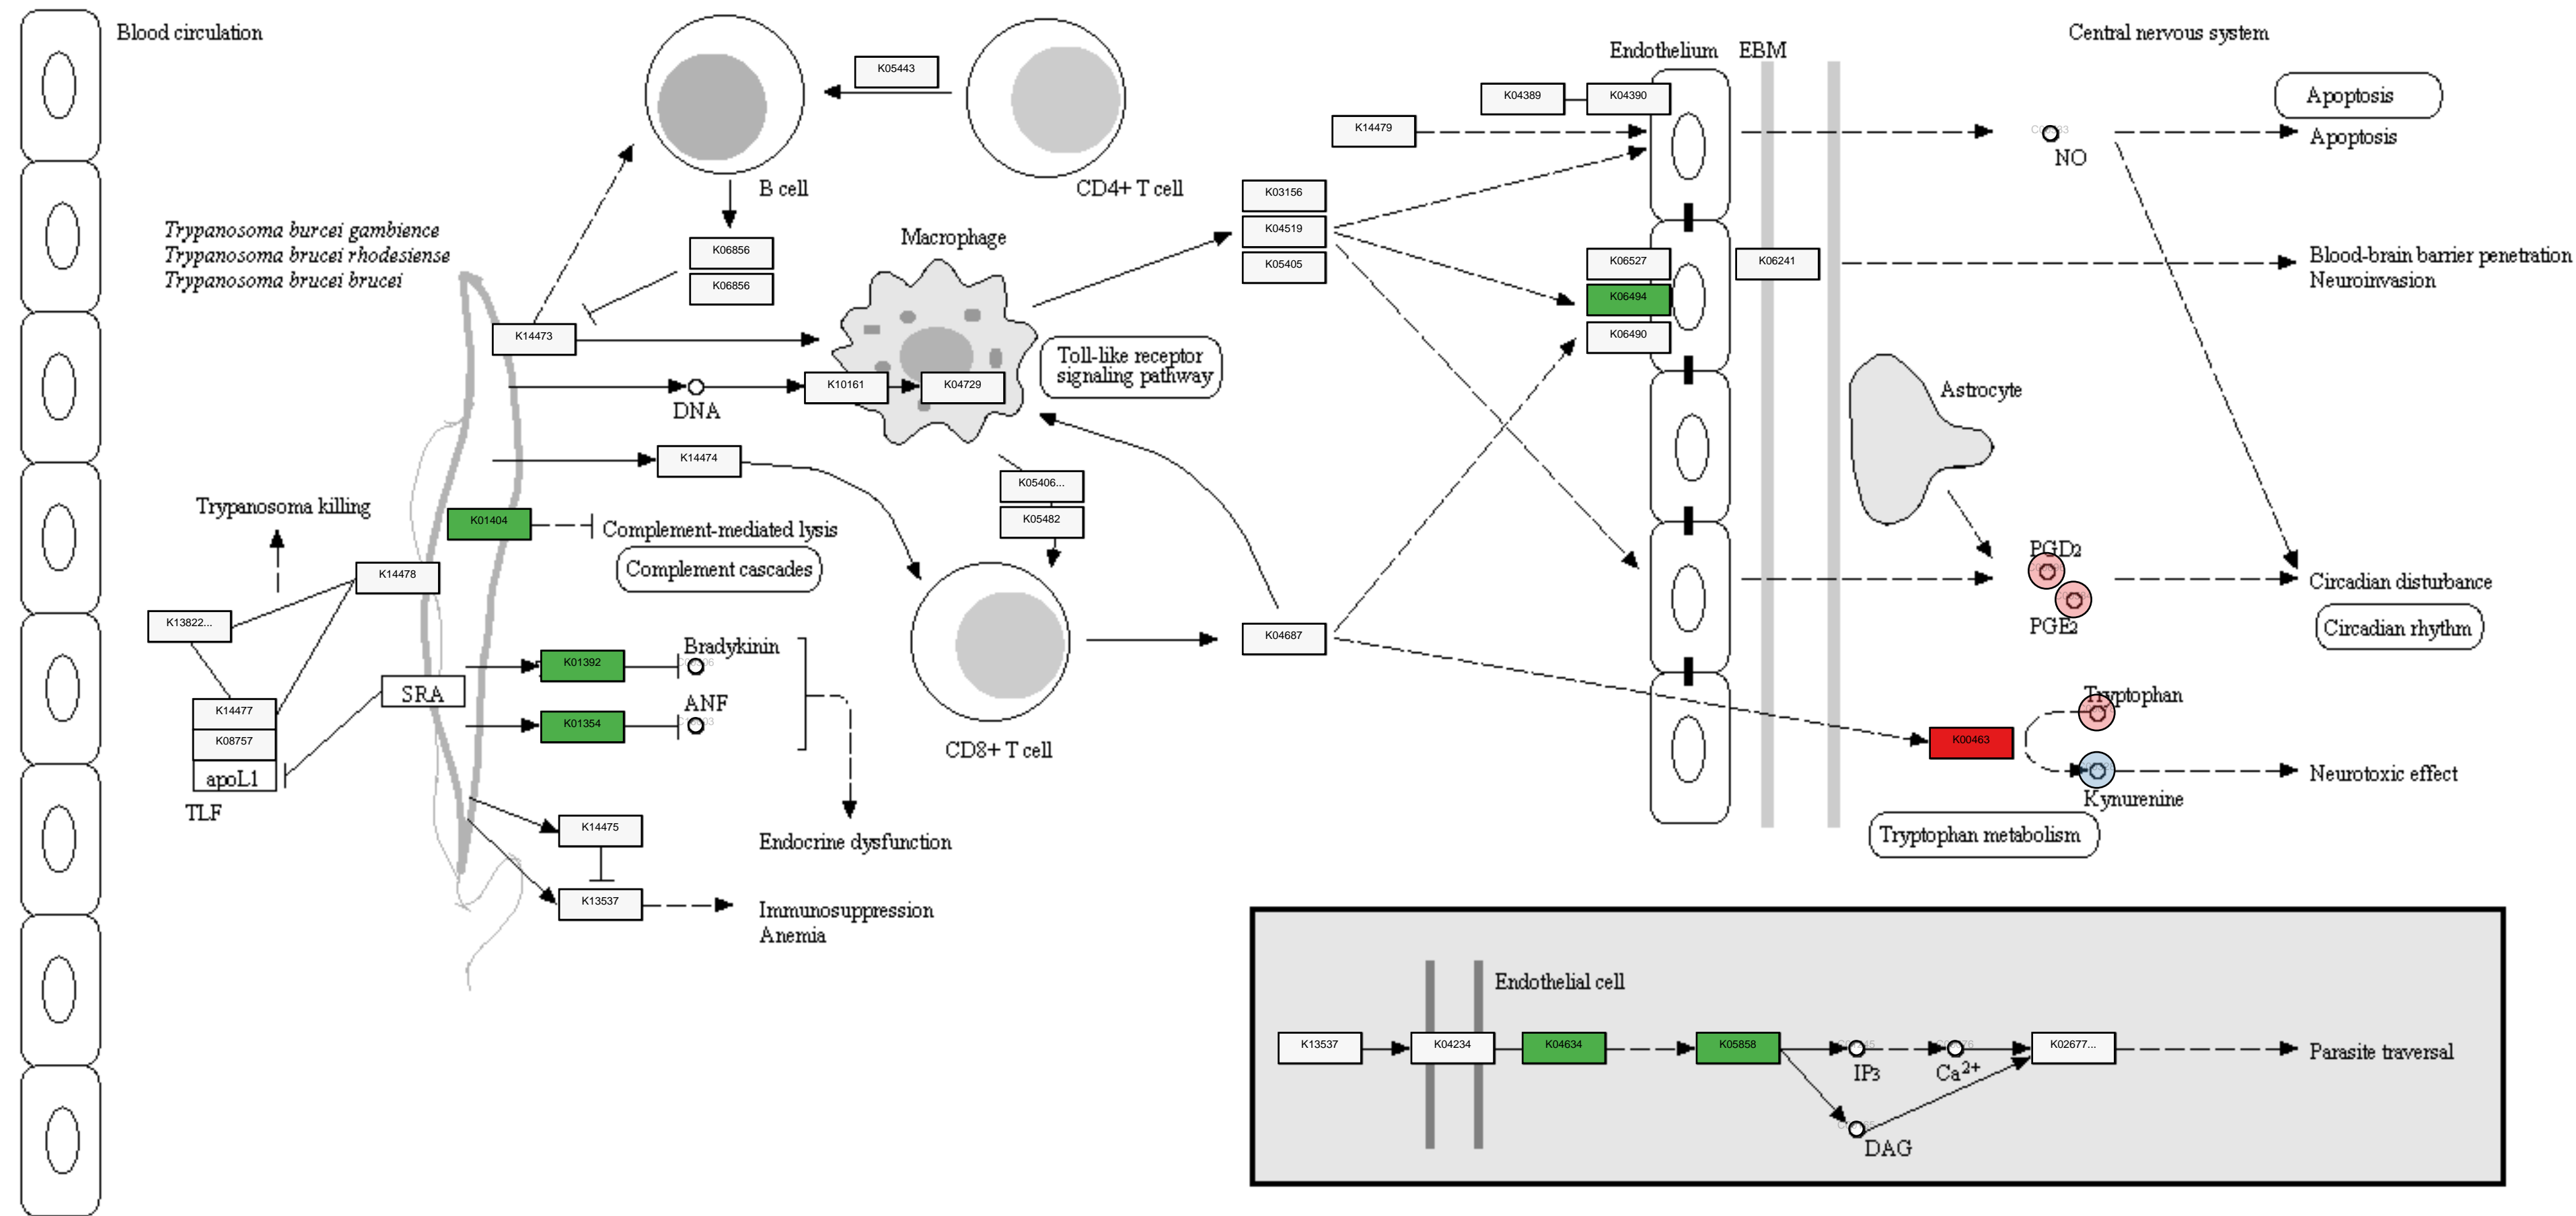 Blood circulation
Central nervous system
Endothelium
EBM
K05443
K04389
K04390
Apoptosis
K14479
NO
Apoptosis
B cell
CD4+ T cell
K03156
Trypanosoma burcei gambience
Trypanosoma brucei rhodesiense
Trypanosoma brucei brucei
Macrophage
K04519
K06856
K05405
K06527
K06241
Blood-brain barrier penetration
Neuroinvasion
K06856
K06494
K14473
K06490
Toll-like receptor
signaling pathway
K10161
K04729
DNA
Astrocyte
K14474
K05406...
Trypanosoma killing
K01404
Complement-mediated lysis
K05482
Complement cascades
PGD2
K14478
Circadian disturbance
K13822...
PGE2
Circadian rhythm
K04687
Bradykinin
K01392
SRA
ANF
Tryptophan
K14477
K01354
K08757
K00463
CD8+ T cell
apoL1
Neurotoxic effect
TLF
Kynurenine
K14475
Tryptophan metabolism
Endocrine dysfunction
K13537
Immunosuppression
Anemia
Endothelial cell
K13537
K04234
K04634
K05858
K02677...
Parasite traversal
IP3
Ca2+
DAG